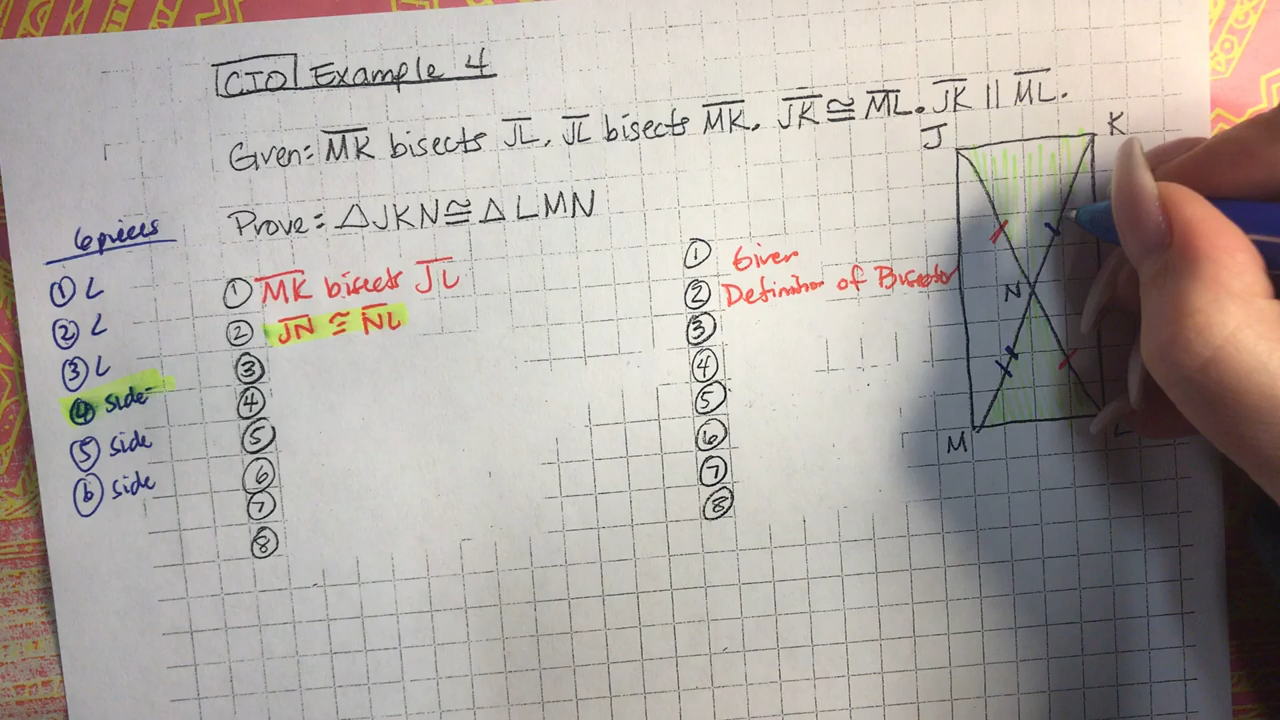 CIO Example 4
Given: MK bisects JL, JL bisects MK, JK ≅ ML. JK || ML.
Prove: △JKN ≅ △LMN
6 pieces
① L
② L
③ L
④ side
⑤ side
⑥ side
① MK bisects JL
② JN ≅ NL
③
④
⑤
⑥
⑦
⑧
① Given
② Definition of Bisector
③
④
⑤
⑥
⑦
⑧
J
K
N
M